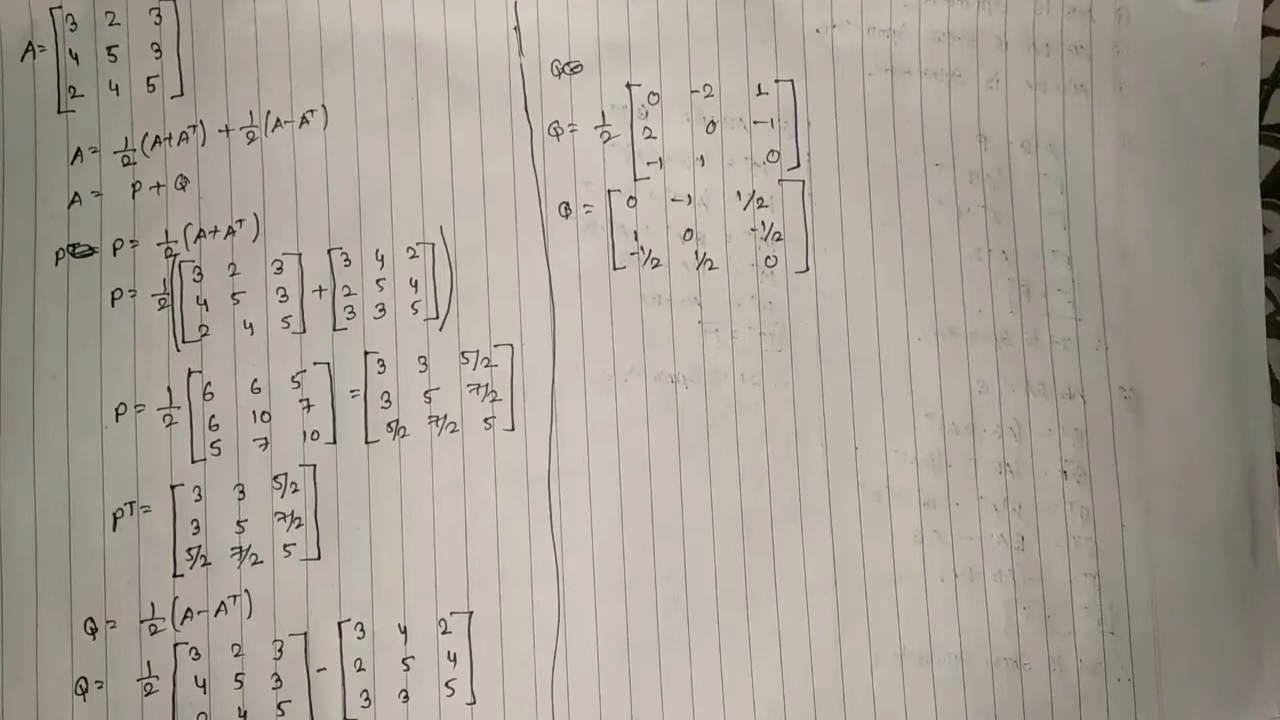 A= [3 2 3
4 5 3
2 4 5]
A= 1/2 (A+Aᵀ) + 1/2 (A-Aᵀ)
A= P + Q
P P= 1/2 (A+Aᵀ)
P= 1/2 ([3 2 3
4 5 3
2 4 5] + [3 4 2
2 5 4
3 3 5])
P= 1/2 [6 6 5
6 10 7
5 7 10] = [3 3 5/2
3 5 7/2
5/2 7/2 5]
Pᵀ= [3 3 5/2
3 5 7/2
5/2 7/2 5]
Q= 1/2 (A-Aᵀ)
Q= 1/2 [3 2 3
4 5 3
4 5] - [3 4 2
2 5 4
3 3 5]
Q
Q= 1/2 [0 -2 1
2 0 -1
-1 1 0]
Q= [0 -1 1/2
1 0 -1/2
-1/2 1/2 0]